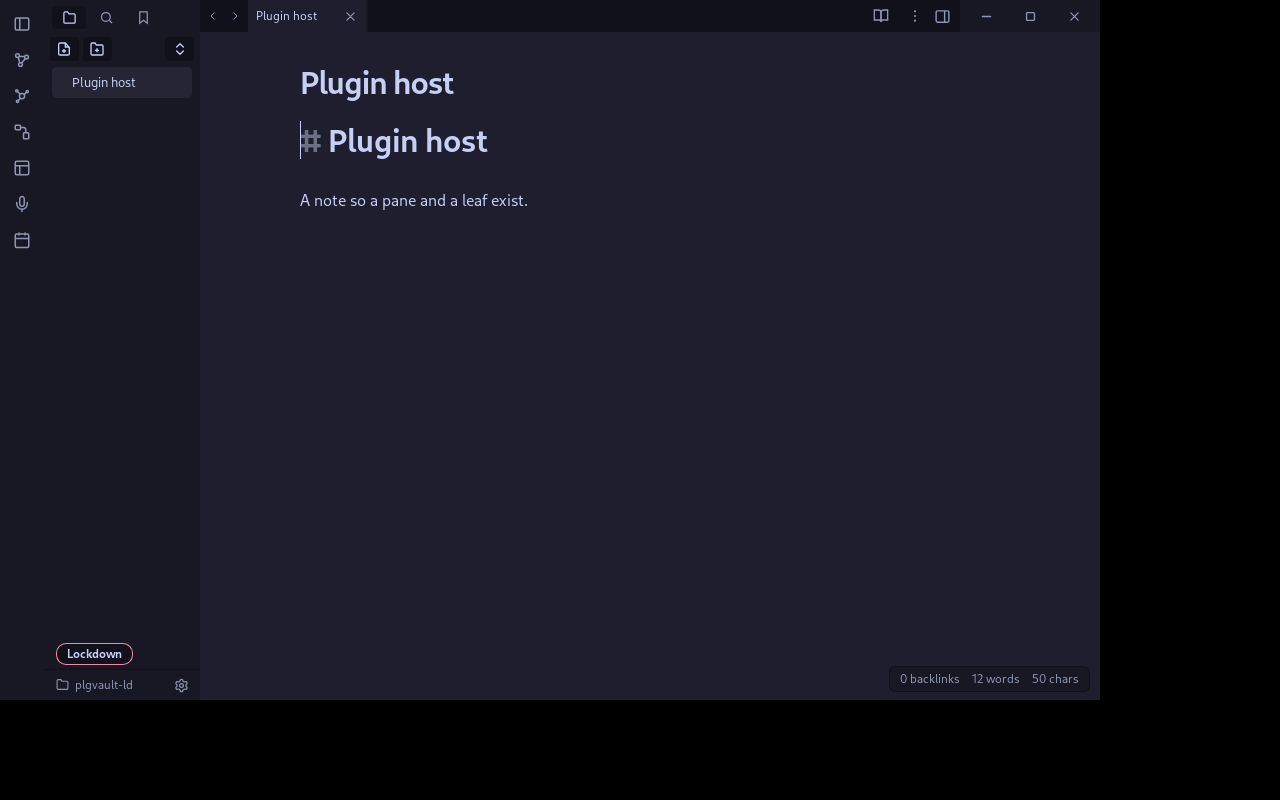 Plugin host
Plugin host
Plugin host
# Plugin host
A note so a pane and a leaf exist.
Lockdown
plgvault-ld
0 backlinks 12 words 50 chars